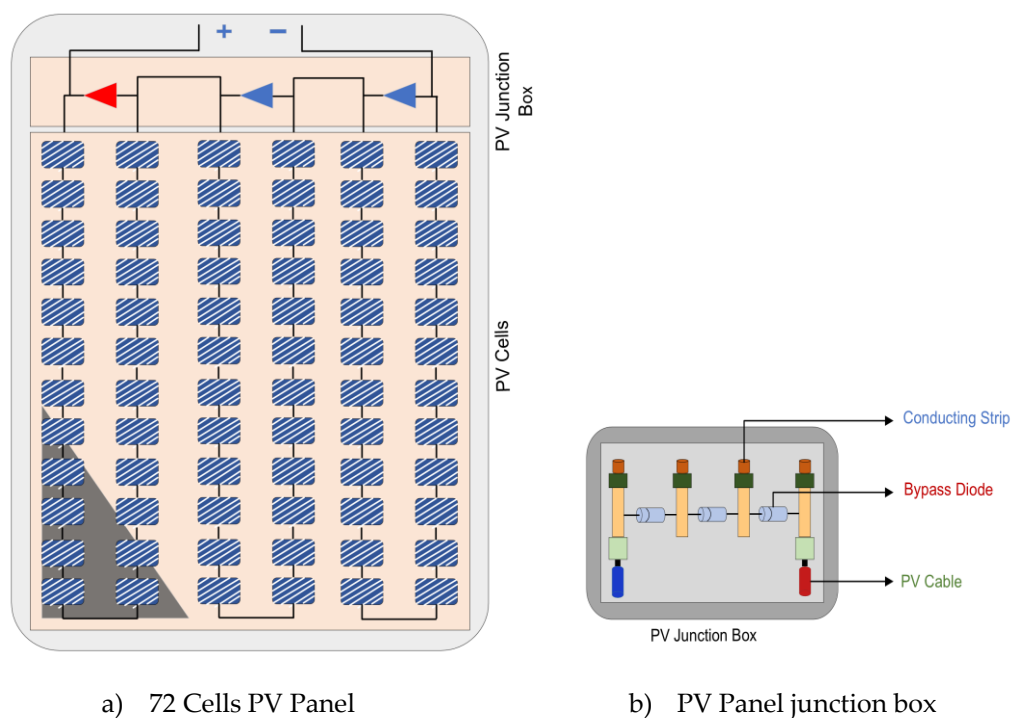 + −
PV Junction
Box
PV Cells
Conducting Strip
Bypass Diode
PV Cable
PV Junction Box
a) 72 Cells PV Panel
b) PV Panel junction box